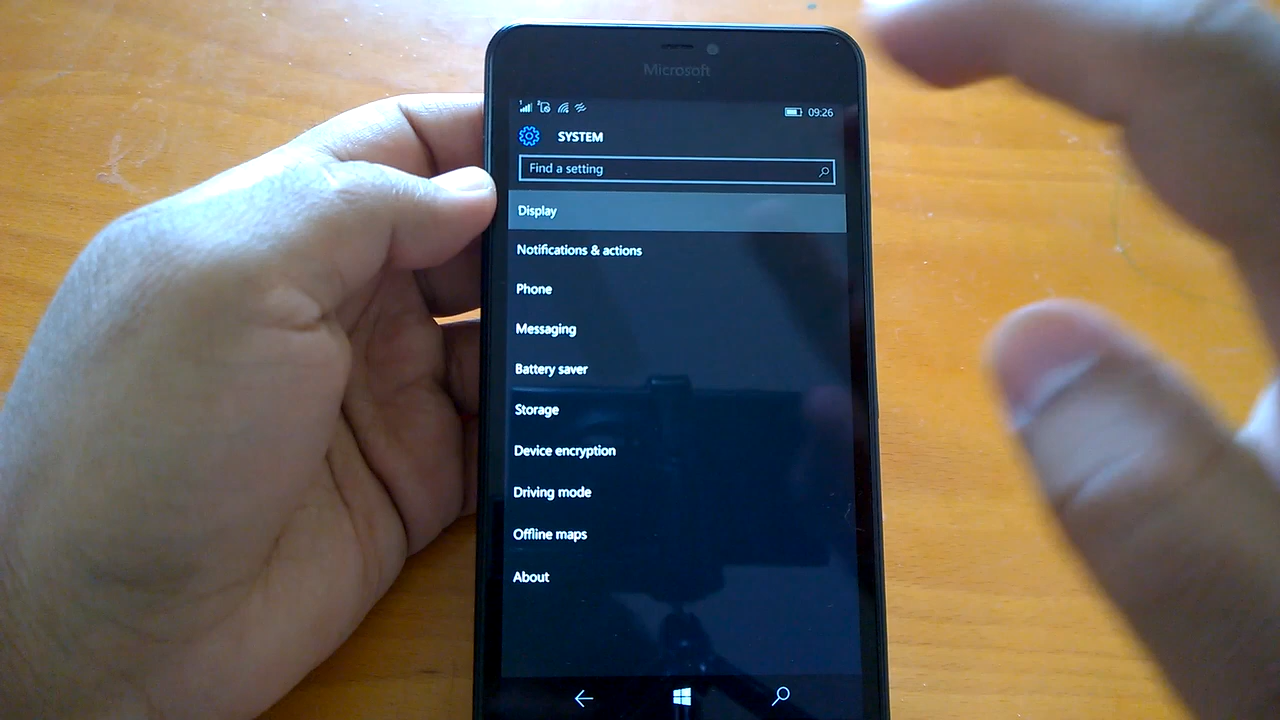 Microsoft
09:26
SYSTEM
Find a setting
Display
Notifications & actions
Phone
Messaging
Battery saver
Storage
Device encryption
Driving mode
Offline maps
About